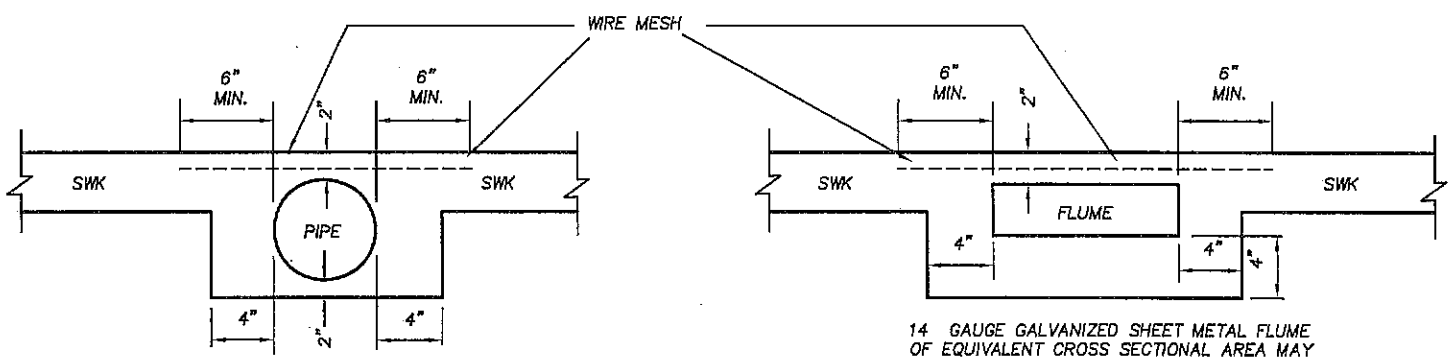 WIRE MESH
6"
MIN.
6"
MIN.
2"
6"
MIN.
2"
6"
MIN.
SWK
SWK
SWK
SWK
PIPE
FLUME
4"
4"
2"
4"
4"
4"
14 GAUGE GALVANIZED SHEET METAL FLUME
OF EQUIVALENT CROSS SECTIONAL AREA MAY